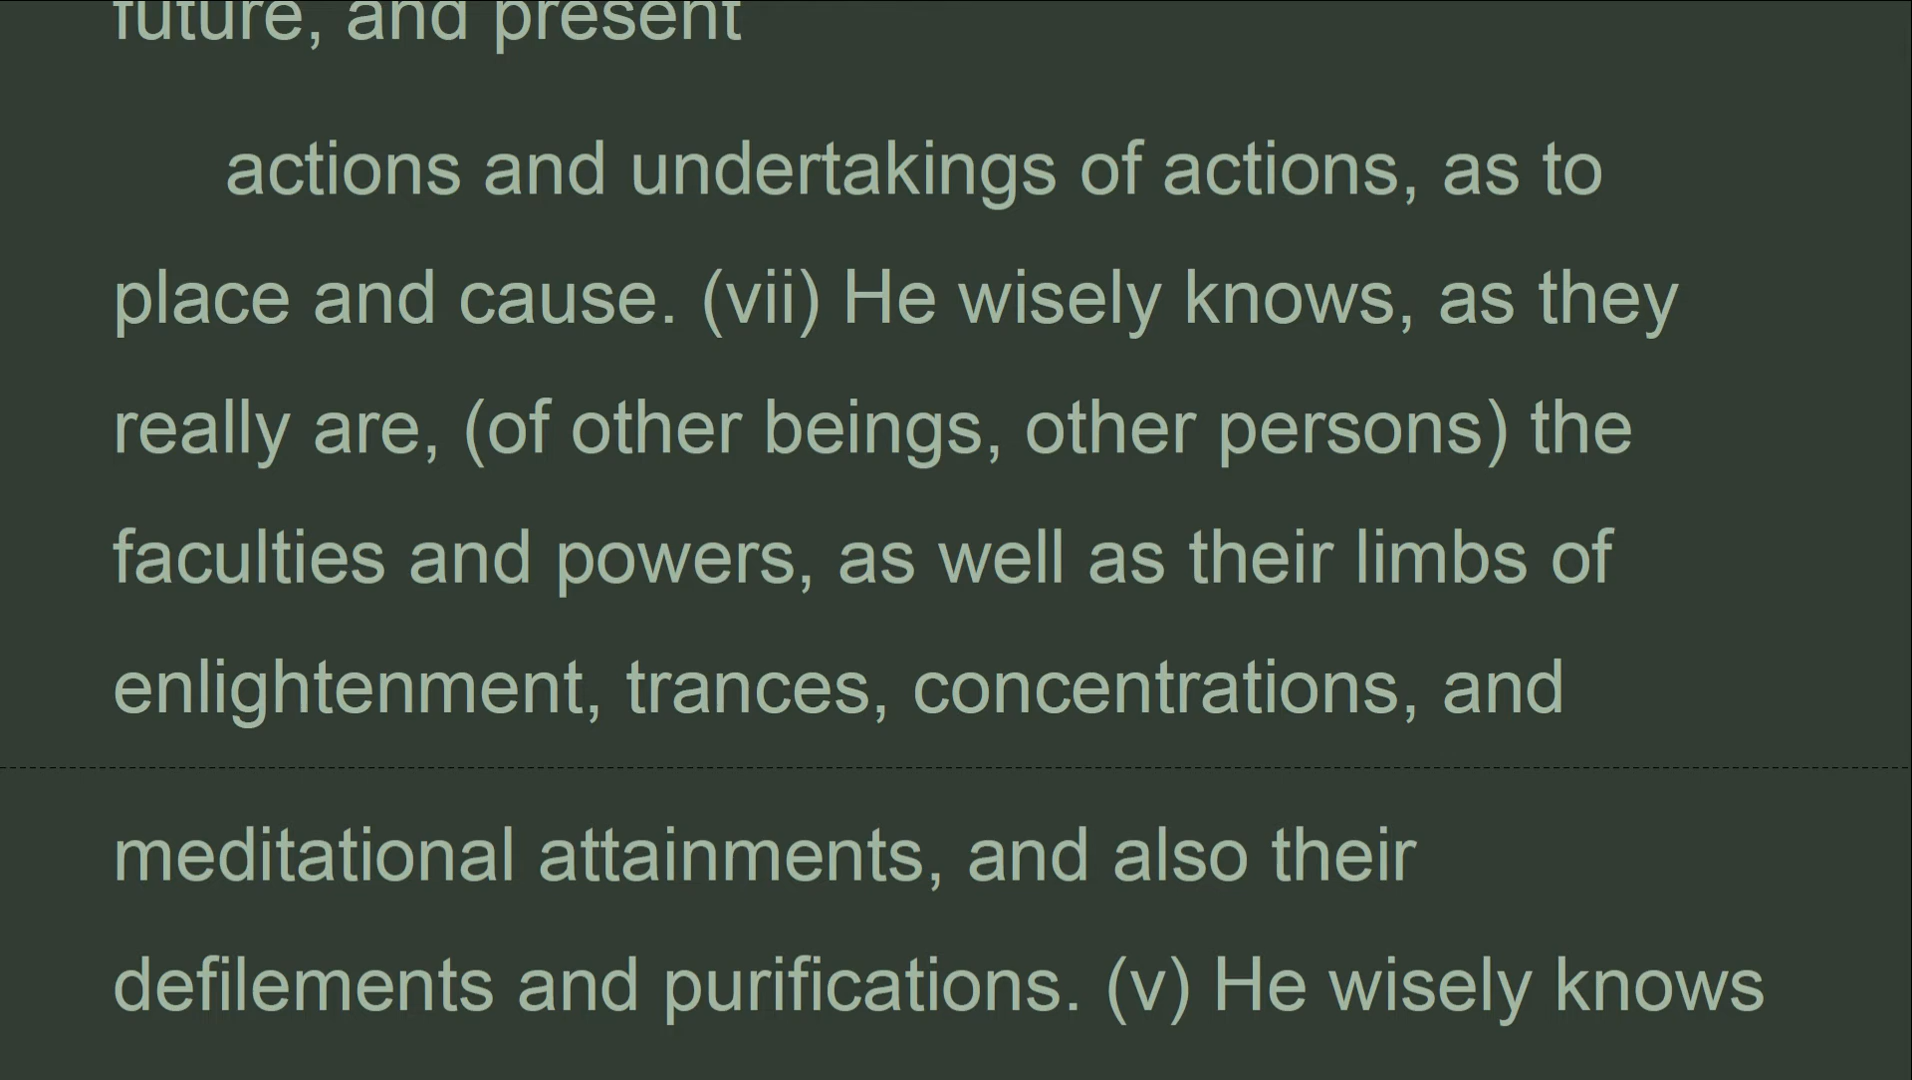 future, and present
actions and undertakings of actions, as to
place and cause. (vii) He wisely knows, as they
really are, (of other beings, other persons) the
faculties and powers, as well as their limbs of
enlightenment, trances, concentrations, and
meditational attainments, and also their
defilements and purifications. (v) He wisely knows